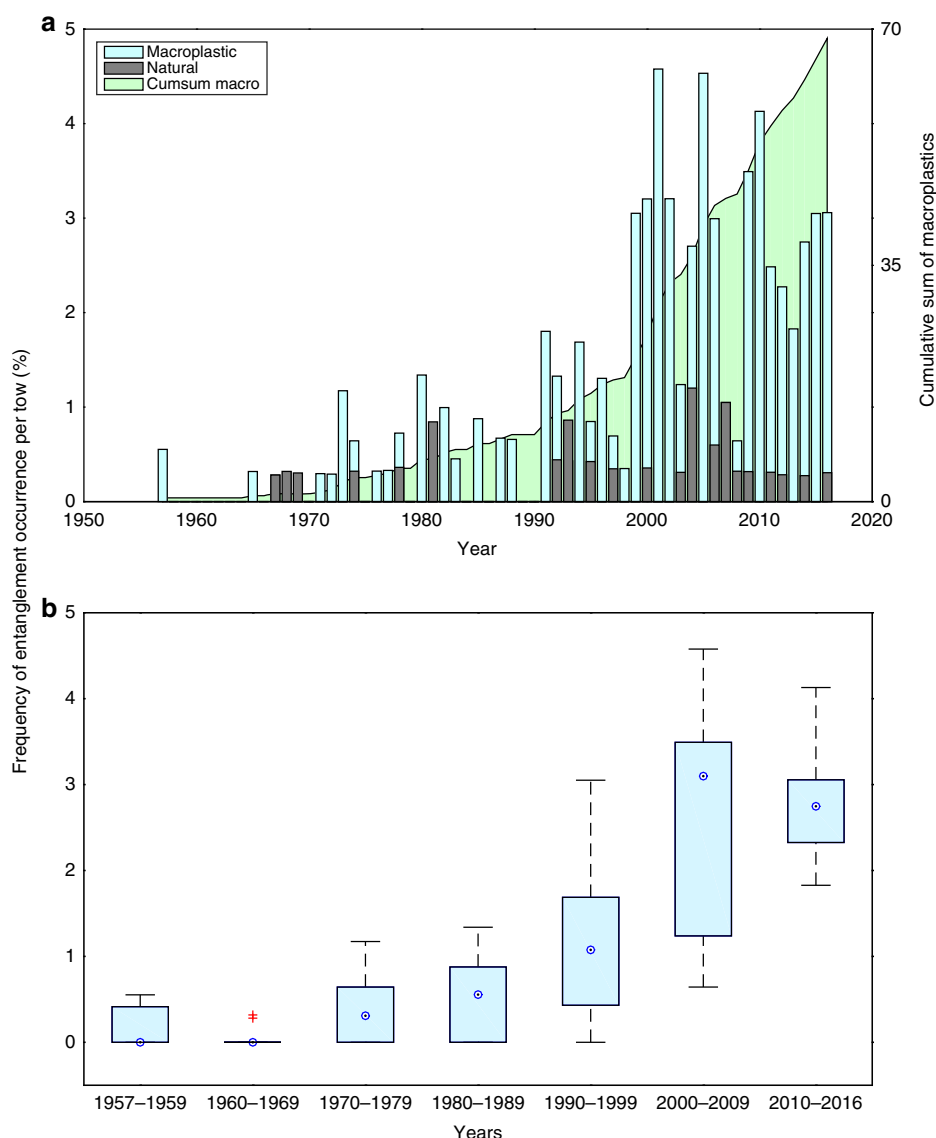 a
5
4
3
2
1
0
70
35
0
Macroplastic
Natural
Cumsum macro
1950 1960 1970 1980 1990 2000 2010 2020
Year
Cumulative sum of macroplastics
Frequency of entanglement occurrence per tow (%)
b
5
4
3
2
1
0
1957–1959 1960–1969 1970–1979 1980–1989 1990–1999 2000–2009 2010–2016
Years